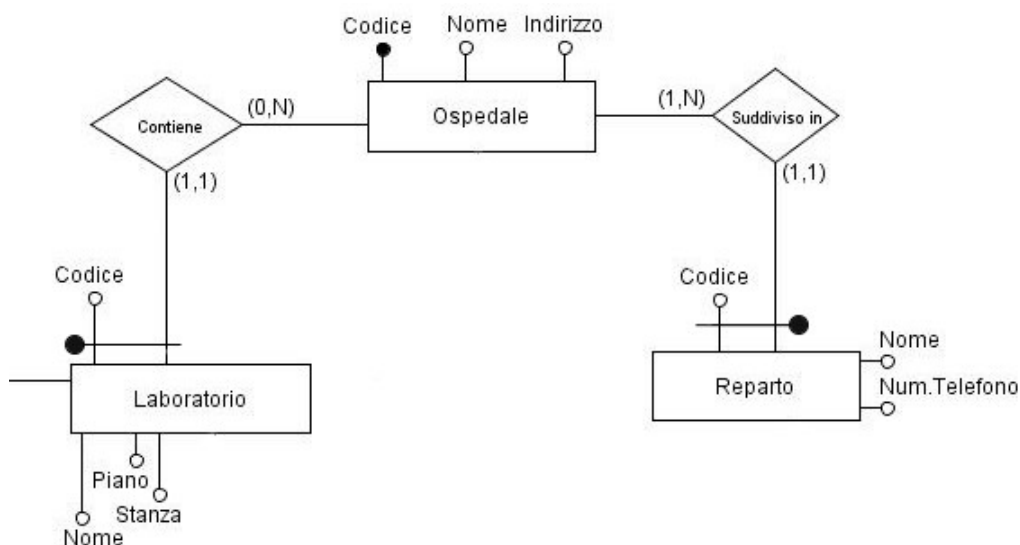 Codice
Nome
Indirizzo
Contiene
(0,N)
Ospedale
(1,N)
Suddiviso in
(1,1)
(1,1)
Codice
Codice
Laboratorio
Reparto
Nome
Num.Telefono
Piano
Stanza
Nome